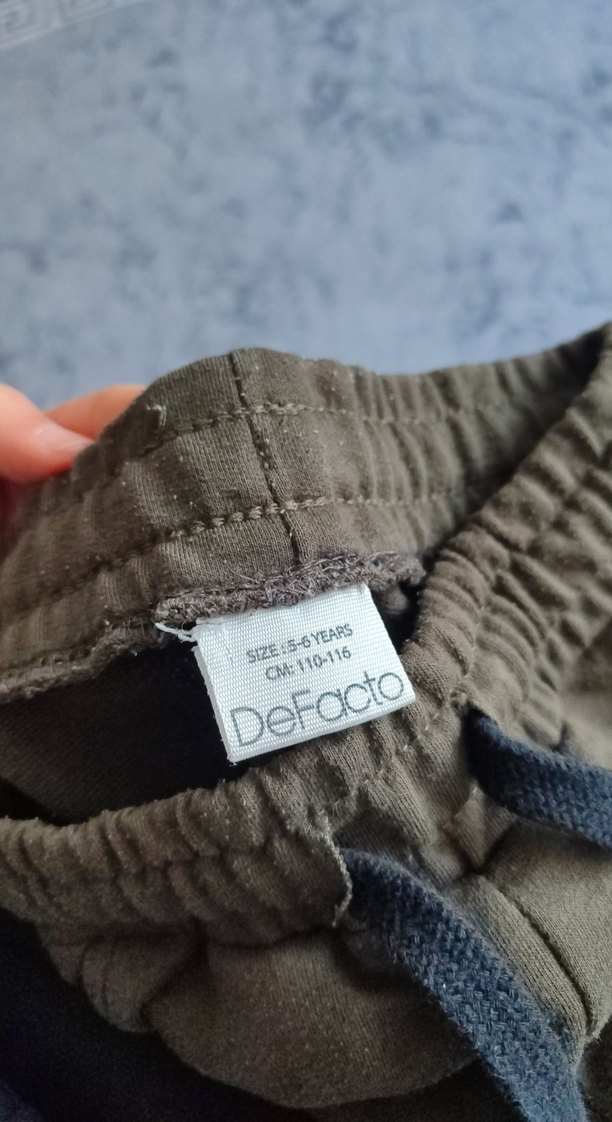 SIZE: 5-6 YEARS
CM: 110-116
DeFacto